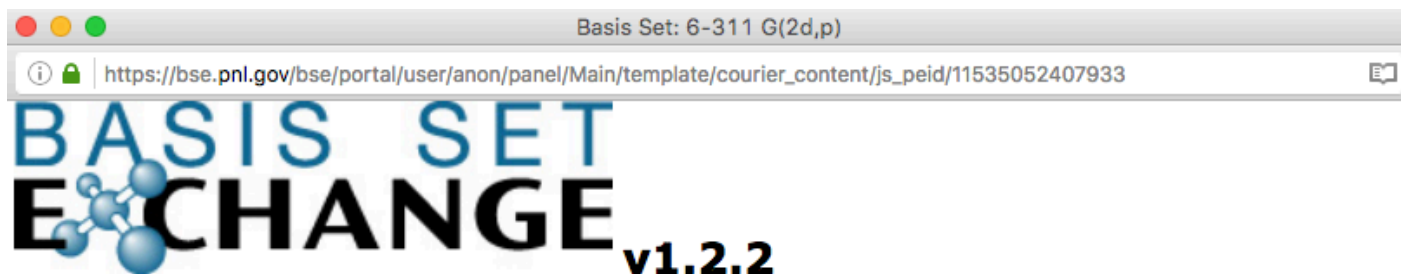 Basis Set: 6-311 G(2d,p)
https://bse.pnl.gov/bse/portal/user/anon/panel/Main/template/courier_content/js_peid/11535052407933
BASIS SET
EXCHANGE v1.2.2